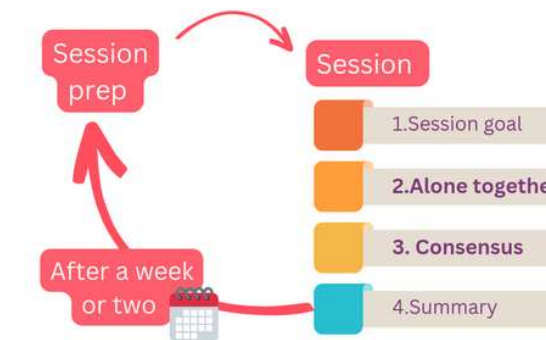 Session
prep
Session
1.Session goal
2.Alone togethe
3. Consensus
4.Summary
After a week
or two